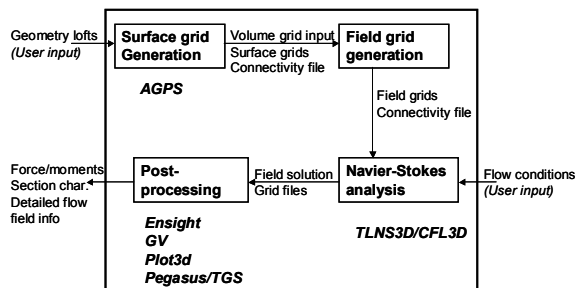 Geometry lofts
(User input)
Surface grid
Generation
AGPS
Volume grid input
Surface grids
Connectivity file
Field grid
generation
Field grids
Connectivity file
Force/moments
Section char.
Detailed flow
field info
Post-
processing
Ensight
GV
Plot3d
Pegasus/TGS
Field solution
Grid files
Navier-Stokes
analysis
TLNS3D/CFL3D
Flow conditions
(User input)